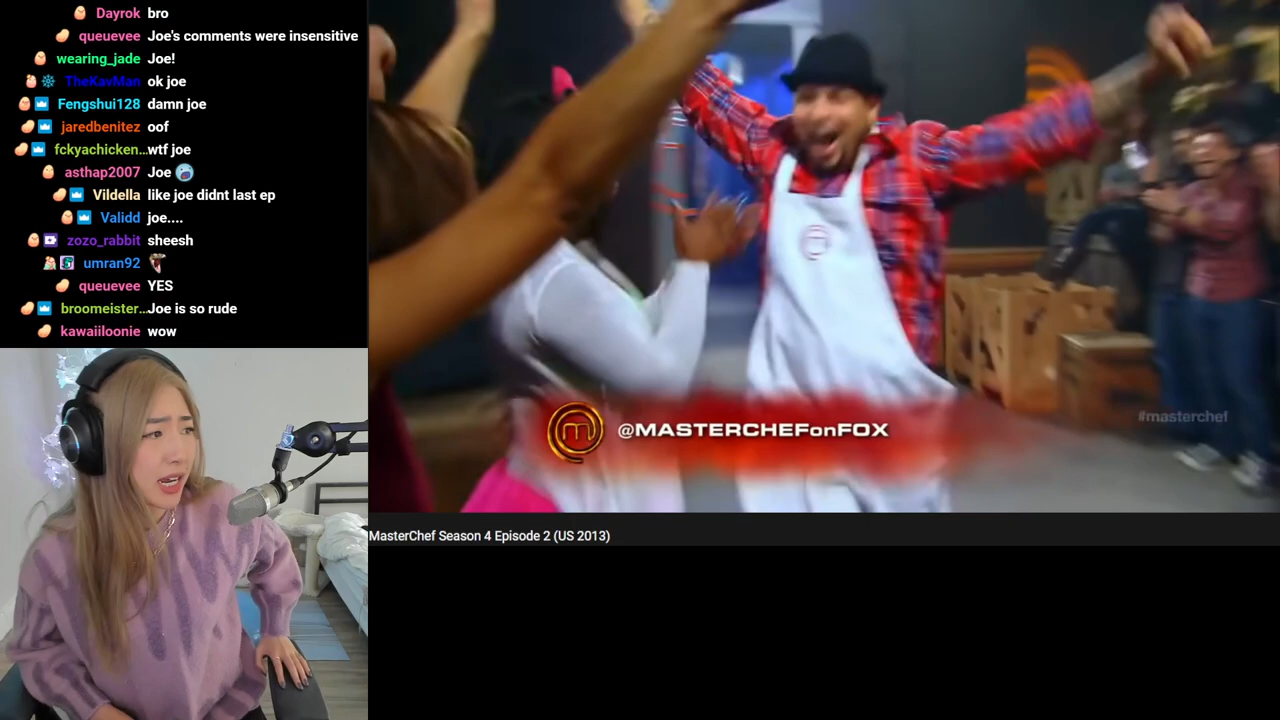 Dayrok bro
queuevee Joe's comments were insensitive
wearing_jade Joe!
TheKavMan ok joe
Fengshui128 damn joe
jaredbenitez oof
fckyachicken... wtf joe
asthap2007 Joe
Vildella like joe didnt last ep
Validd joe....
zozo_rabbit sheesh
umran92
queuevee YES
broomeister... Joe is so rude
kawaiiloonie wow
#masterchef
@MASTERCHEFonFOX
MasterChef Season 4 Episode 2 (US 2013)